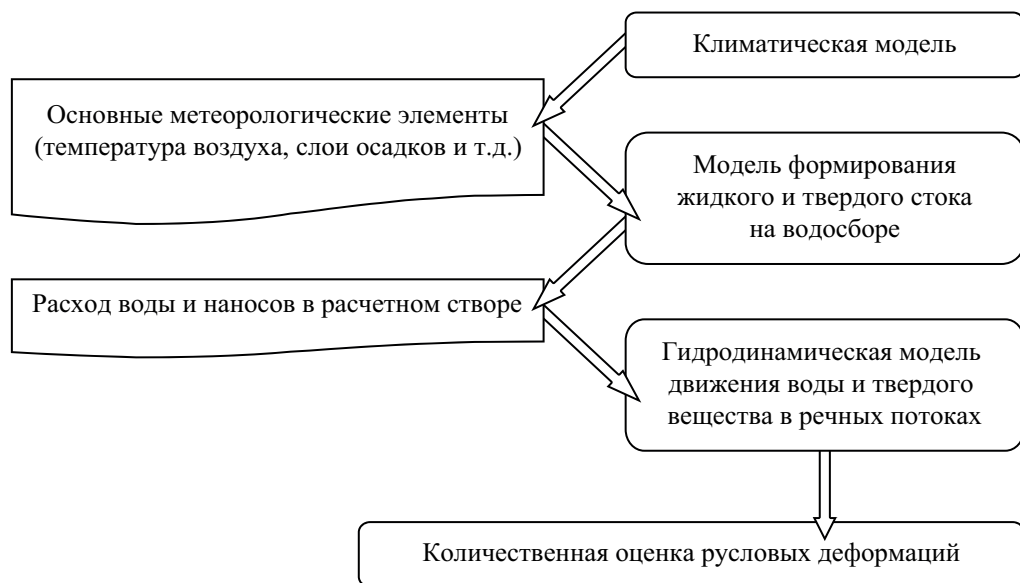 Климатическая модель
Основные метеорологические элементы
(температура воздуха, слои осадков и т.д.)
Модель формирования
жидкого и твердого стока
на водосборе
Расход воды и наносов в расчетном створе
Гидродинамическая модель
движения воды и твердого
вещества в речных потоках
Количественная оценка русловых деформаций